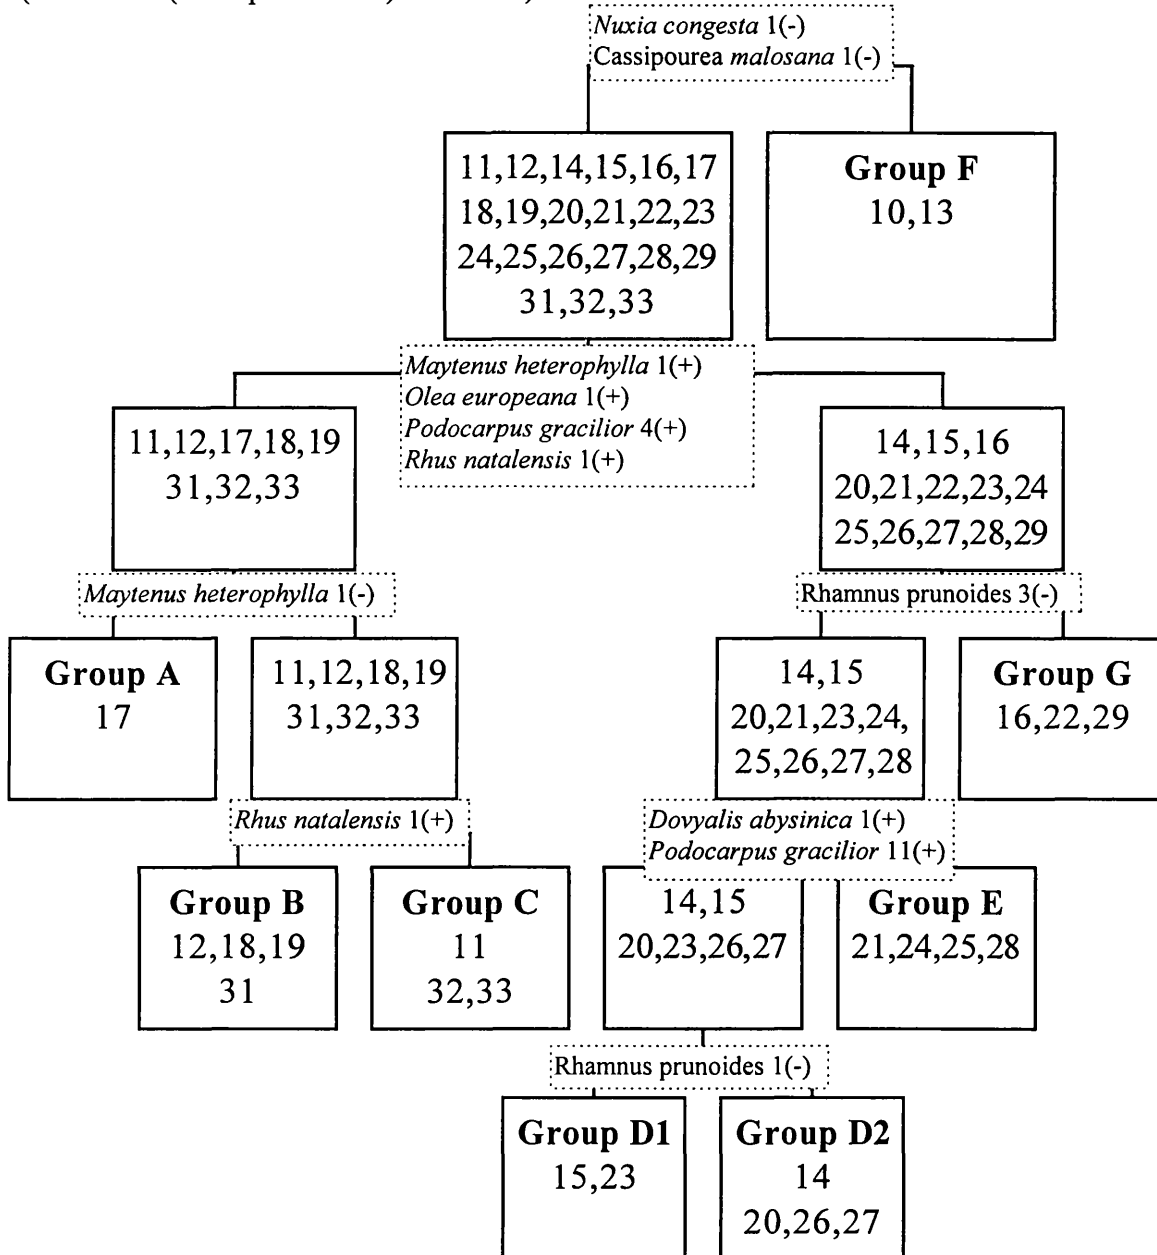 Nuxia congesta 1(-)
Cassipourea malosana 1(-)
11,12,14,15,16,17
18,19,20,21,22,23
24,25,26,27,28,29
31,32,33
Group F
10,13
Maytenus heterophylla 1(+)
Olea europeana 1(+)
Podocarpus gracilior 4(+)
Rhus natalensis 1(+)
11,12,17,18,19
31,32,33
14,15,16
20,21,22,23,24
25,26,27,28,29
Maytenus heterophylla 1(-)
Rhamnus prunoides 3(-)
Group A
17
11,12,18,19
31,32,33
14,15
20,21,23,24,
25,26,27,28
Group G
16,22,29
Rhus natalensis 1(+)
Dovyalis abysinica 1(+)
Podocarpus gracilior 11(+)
Group B
12,18,19
31
Group C
11
32,33
14,15
20,23,26,27
Group E
21,24,25,28
Rhamnus prunoides 1(-)
Group D1
15,23
Group D2
14
20,26,27